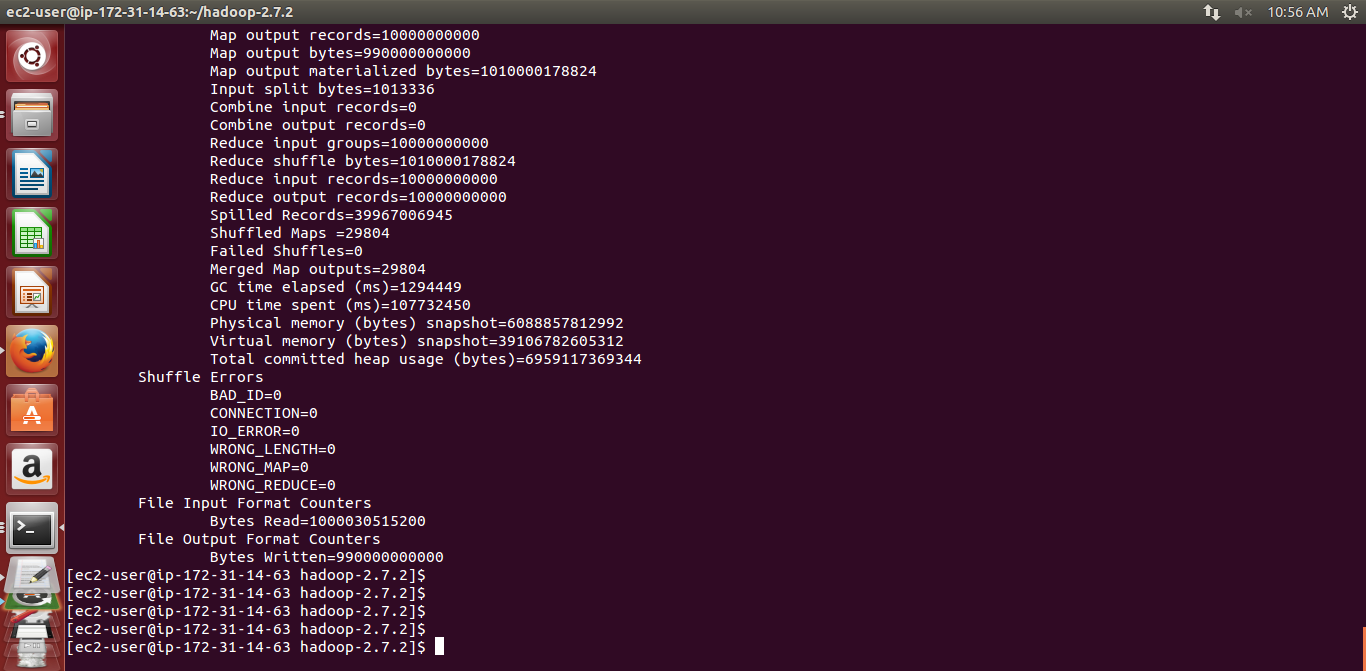 ec2-user@ip-172-31-14-63:~/hadoop-2.7.2
10:56 AM
Map output records=10000000000
Map output bytes=990000000000
Map output materialized bytes=1010000178824
Input split bytes=1013336
Combine input records=0
Combine output records=0
Reduce input groups=10000000000
Reduce shuffle bytes=1010000178824
Reduce input records=10000000000
Reduce output records=10000000000
Spilled Records=39967006945
Shuffled Maps =29804
Failed Shuffles=0
Merged Map outputs=29804
GC time elapsed (ms)=1294449
CPU time spent (ms)=107732450
Physical memory (bytes) snapshot=6088857812992
Virtual memory (bytes) snapshot=39106782605312
Total committed heap usage (bytes)=6959117369344
Shuffle Errors
BAD_ID=0
CONNECTION=0
IO_ERROR=0
WRONG_LENGTH=0
WRONG_MAP=0
WRONG_REDUCE=0
File Input Format Counters
Bytes Read=1000030515200
File Output Format Counters
Bytes Written=990000000000
[ec2-user@ip-172-31-14-63 hadoop-2.7.2]$
[ec2-user@ip-172-31-14-63 hadoop-2.7.2]$
[ec2-user@ip-172-31-14-63 hadoop-2.7.2]$
[ec2-user@ip-172-31-14-63 hadoop-2.7.2]$
[ec2-user@ip-172-31-14-63 hadoop-2.7.2]$